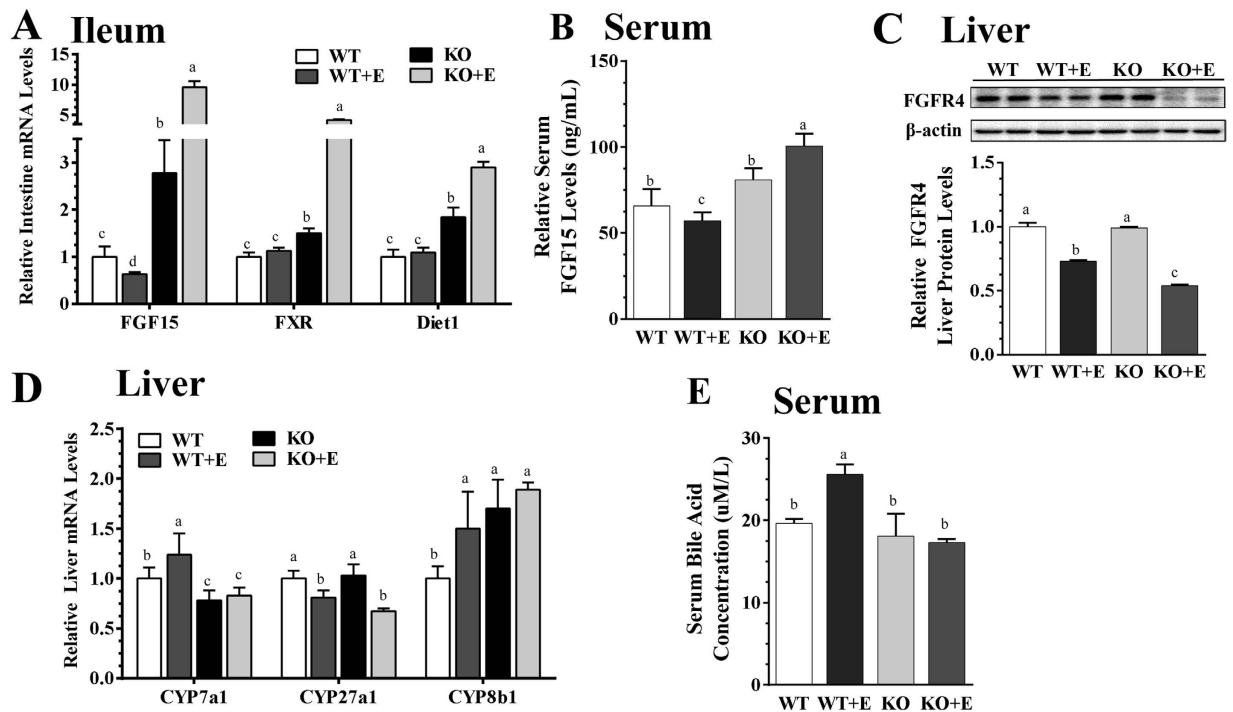 A Ileum
WT
KO
WT+E
KO+E
Relative Intestine mRNA Levels
15
10
5
3
2
1
0
c
d
b
a
c
c
b
a
c
c
b
a
FGF15
FXR
Diet1
B Serum
Relative Serum
FGF15 Levels (ng/mL)
150
100
50
0
b
c
b
a
WT
WT+E
KO
KO+E
C Liver
WT
WT+E
KO
KO+E
FGFR4
β-actin
Relative FGFR4
Liver Protein Levels
1.5
1.0
0.5
0.0
a
b
a
c
WT
WT+E
KO
KO+E
D Liver
WT
KO
WT+E
KO+E
Relative Liver mRNA Levels
2.5
2.0
1.5
1.0
0.5
0.0
b
a
c
c
a
b
a
b
b
a
a
a
CYP7a1
CYP27a1
CYP8b1
E Serum
Serum Bile Acid
Concentration (uM/L)
30
20
10
0
b
a
b
b
WT
WT+E
KO
KO+E